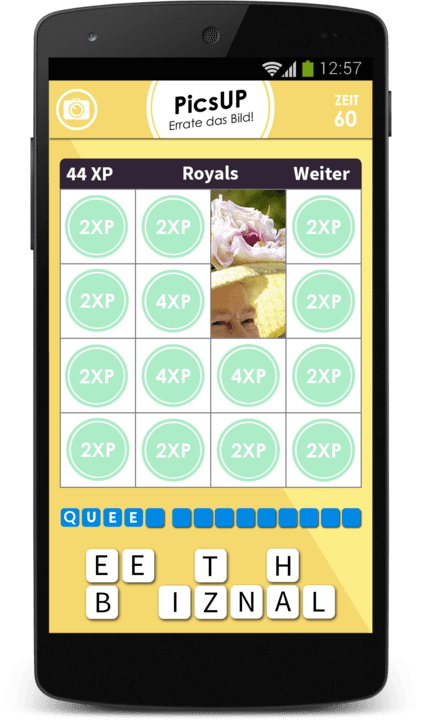 12:57
PicsUP
Errate das Bild!
ZEIT
60
44 XP Royals Weiter
2XP 2XP 2XP
2XP 4XP 2XP
2XP 4XP 4XP 2XP
2XP 2XP 2XP 2XP
QUEE
E E T H
B I Z N A L